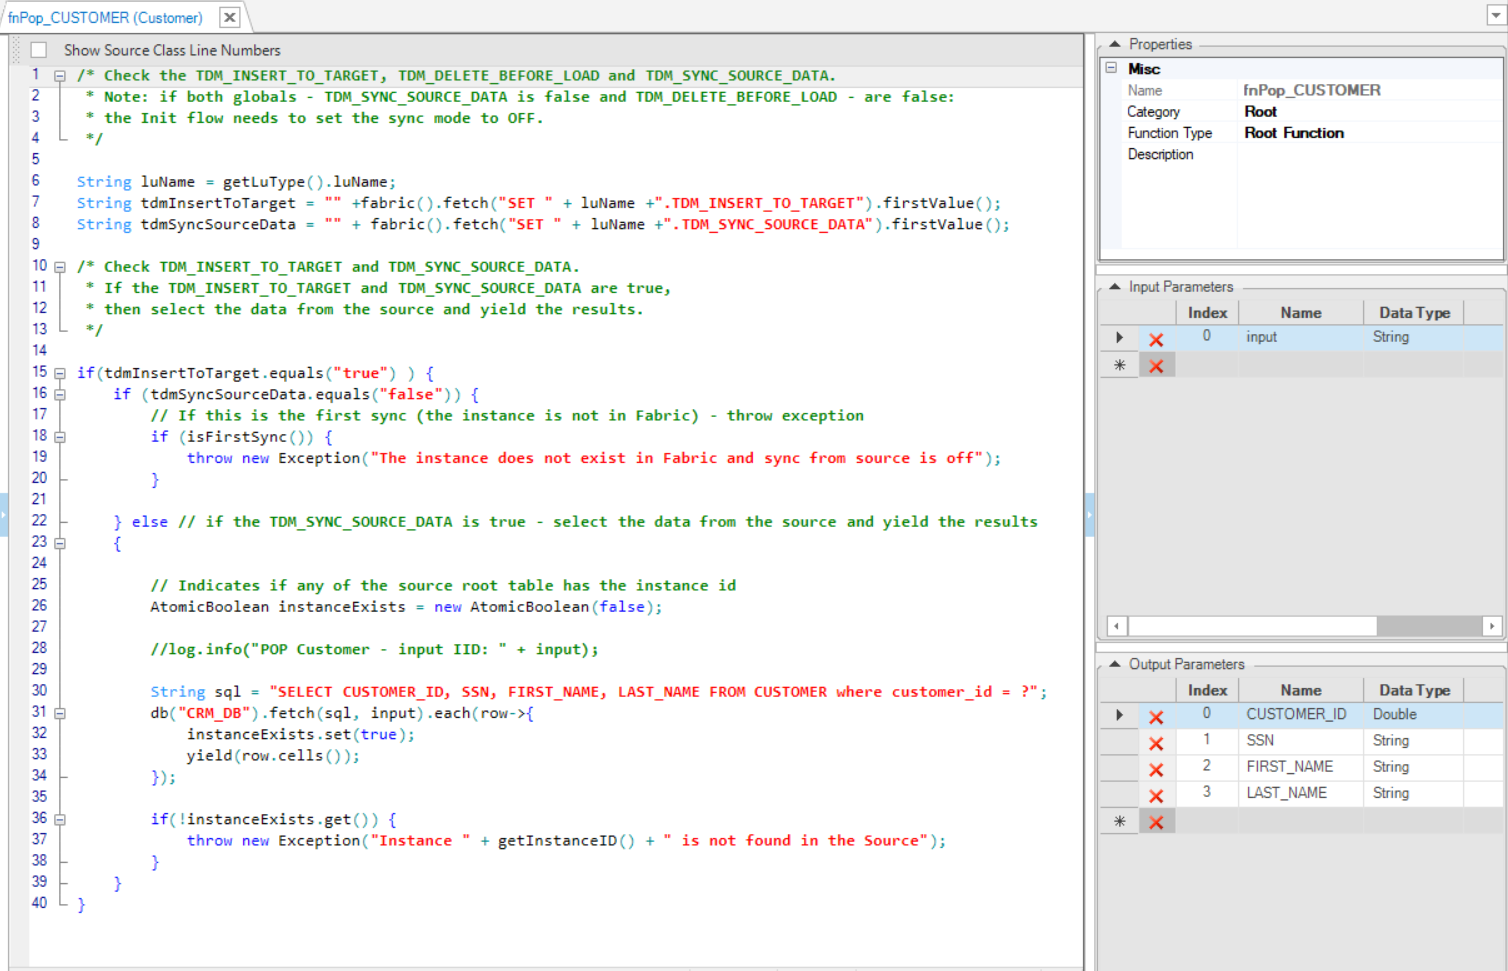 fnPop_CUSTOMER (Customer)
Show Source Class Line Numbers
1 /* Check the TDM_INSERT_TO_TARGET, TDM_DELETE_BEFORE_LOAD and TDM_SYNC_SOURCE_DATA.
2 * Note: if both globals - TDM_SYNC_SOURCE_DATA is false and TDM_DELETE_BEFORE_LOAD - are false:
3 * the Init flow needs to set the sync mode to OFF.
4 */
5
6 String luName = getLuType().luName;
7 String tdmInsertToTarget = "" +fabric().fetch("SET " + luName +".TDM_INSERT_TO_TARGET").firstValue();
8 String tdmSyncSourceData = "" + fabric().fetch("SET " + luName +".TDM_SYNC_SOURCE_DATA").firstValue();
9
10 /* Check TDM_INSERT_TO_TARGET and TDM_SYNC_SOURCE_DATA.
11 * If the TDM_INSERT_TO_TARGET and TDM_SYNC_SOURCE_DATA are true,
12 * then select the data from the source and yield the results.
13 */
14
15 if(tdmInsertToTarget.equals("true") ) {
16 if (tdmSyncSourceData.equals("false")) {
17 // If this is the first sync (the instance is not in Fabric) - throw exception
18 if (isFirstSync()) {
19 throw new Exception("The instance does not exist in Fabric and sync from source is off");
20 }
21
22 } else // if the TDM_SYNC_SOURCE_DATA is true - select the data from the source and yield the results
23 {
24
25 // Indicates if any of the source root table has the instance id
26 AtomicBoolean instanceExists = new AtomicBoolean(false);
27
28 //log.info("POP Customer - input IID: " + input);
29
30 String sql = "SELECT CUSTOMER_ID, SSN, FIRST_NAME, LAST_NAME FROM CUSTOMER where customer_id = ?";
31 db("CRM_DB").fetch(sql, input).each(row->{
32 instanceExists.set(true);
33 yield(row.cells());
34 });
35
36 if(!instanceExists.get()) {
37 throw new Exception("Instance " + getInstanceID() + " is not found in the Source");
38 }
39 }
40 }
Properties
Misc
Name fnPop_CUSTOMER
Category Root
Function Type Root Function
Description
Input Parameters
Index Name Data Type
0 input String
Output Parameters
Index Name Data Type
0 CUSTOMER_ID Double
1 SSN String
2 FIRST_NAME String
3 LAST_NAME String